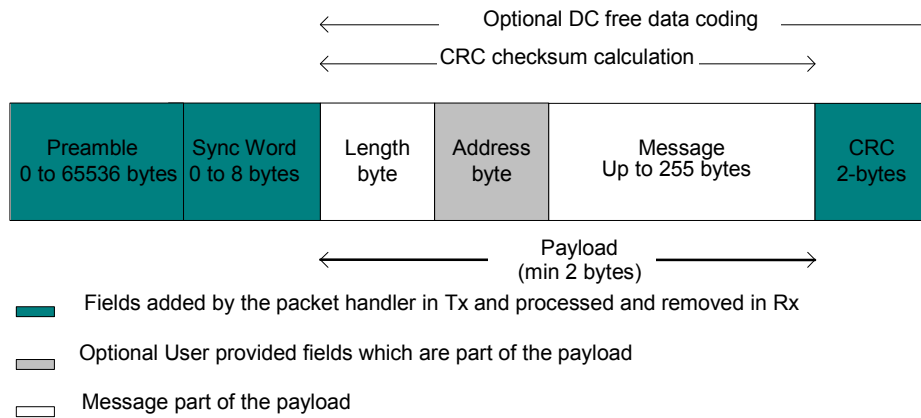 Optional DC free data coding
CRC checksum calculation
Preamble
0 to 65536 bytes
Sync Word
0 to 8 bytes
Length
byte
Address
byte
Message
Up to 255 bytes
CRC
2-bytes
Payload
(min 2 bytes)
Fields added by the packet handler in Tx and processed and removed in Rx
Optional User provided fields which are part of the payload
Message part of the payload